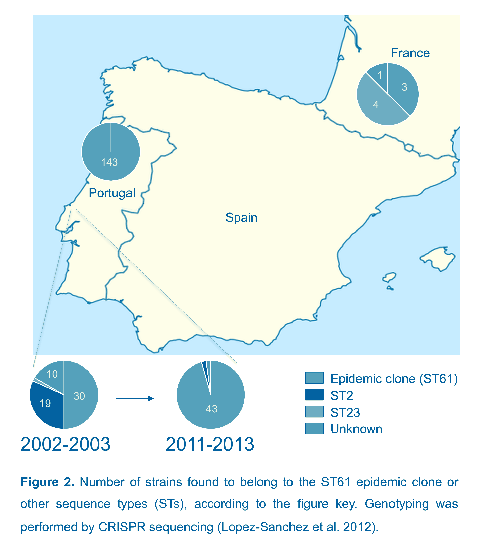 France
1
3
4
143
Portugal
Spain
10
19
30
43
2002-2003
2011-2013
Epidemic clone (ST61)
ST2
ST23
Unknown
Figure 2. Number of strains found to belong to the ST61 epidemic clone or
other sequence types (STs), according to the figure key. Genotyping was
performed by CRISPR sequencing (Lopez-Sanchez et al. 2012).